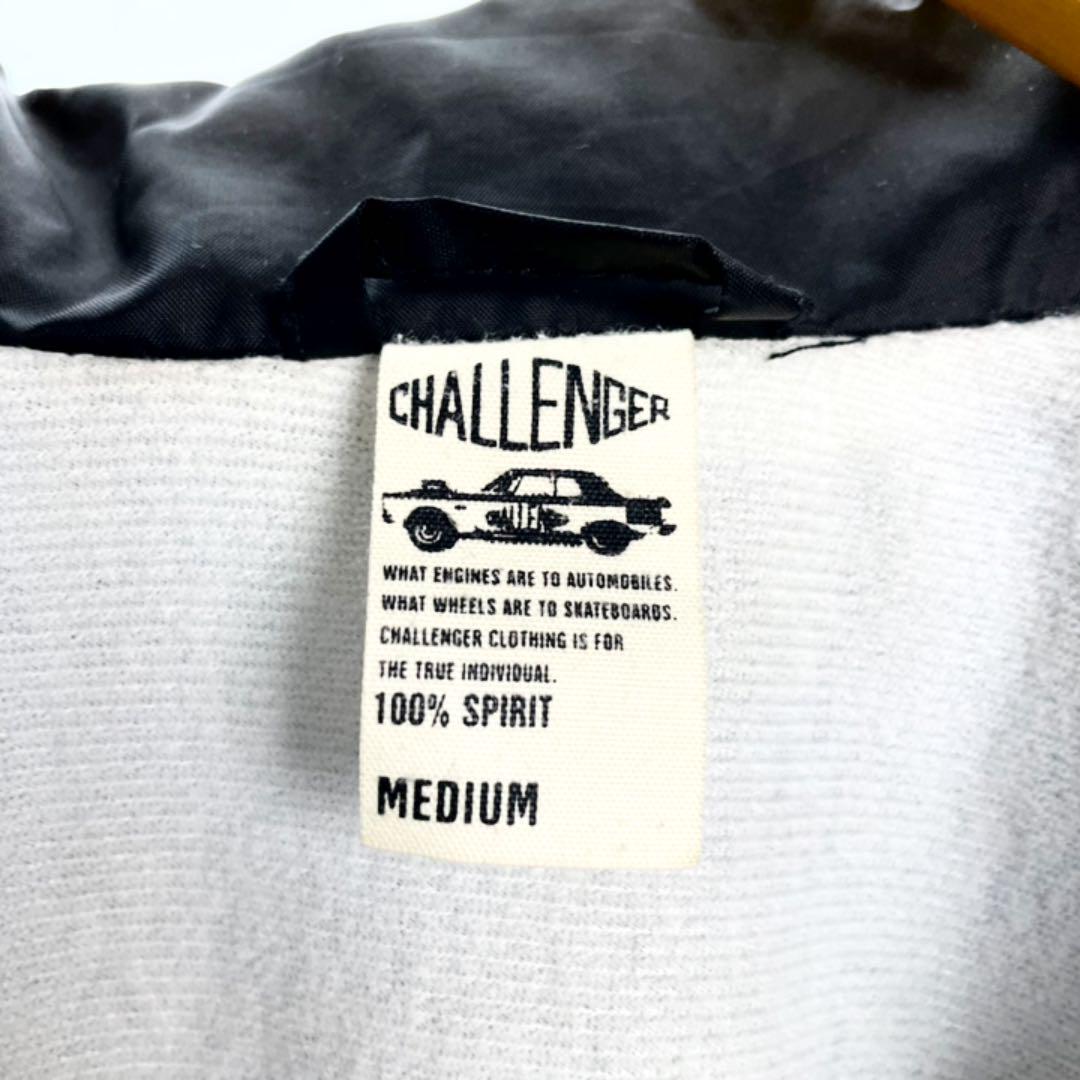 CHALLENGER
WHAT ENGINES ARE TO AUTOMOBILES.
WHAT WHEELS ARE TO SKATEBOARDS.
CHALLENGER CLOTHING IS FOR
THE TRUE INDIVIDUAL.
100% SPIRIT
MEDIUM